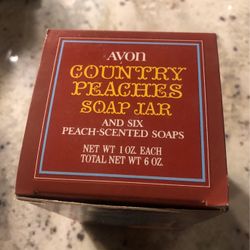 AVON
COUNTRY
PEACHES
SOAP JAR
AND SIX
PEACH-SCENTED SOAPS
NET WT 1 OZ. EACH
TOTAL NET WT 6 OZ.